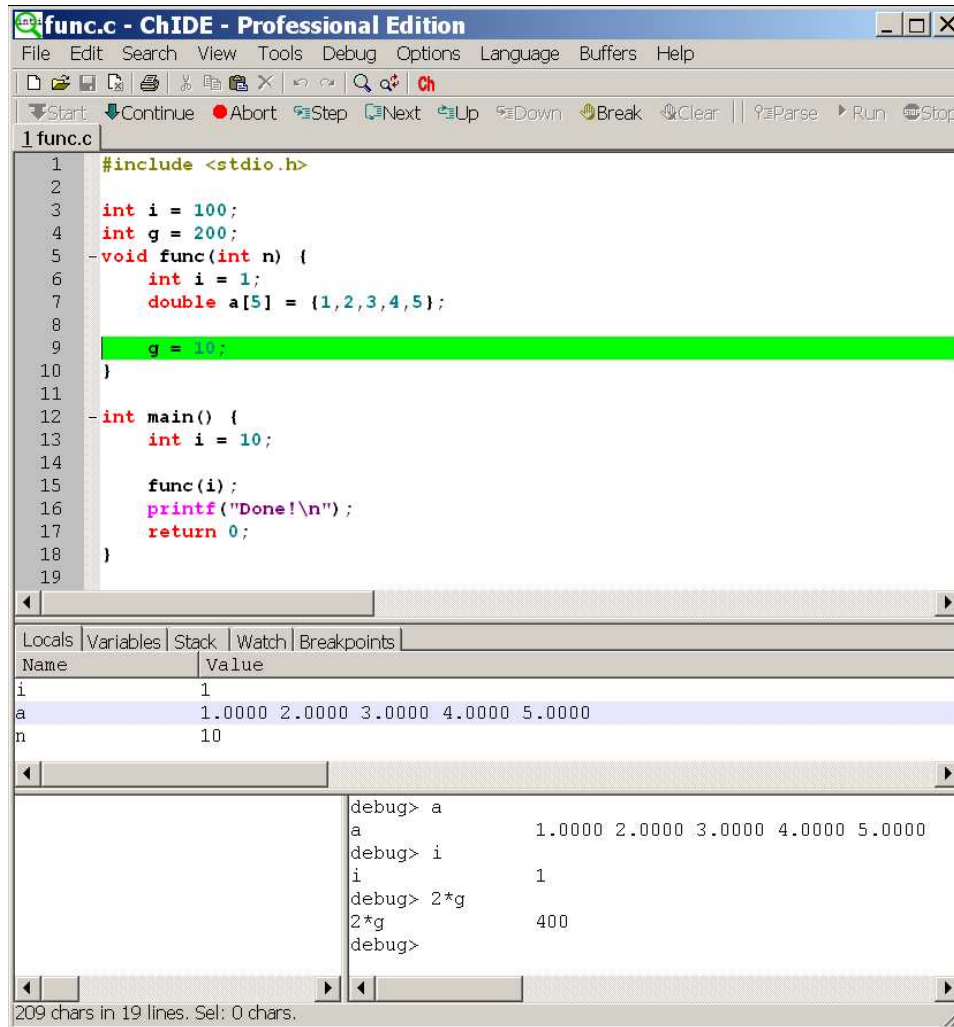 func.c - ChIDE - Professional Edition
File Edit Search View Tools Debug Options Language Buffers Help
Ch
Start Continue Abort Step Next Up Down Break Clear Parse Run Stop
1 func.c
1 #include <stdio.h>
2
3 int i = 100;
4 int g = 200;
5 -void func(int n) {
6 int i = 1;
7 double a[5] = {1,2,3,4,5};
8
9 g = 10;
10 }
11
12 -int main() {
13 int i = 10;
14
15 func(i);
16 printf("Done!\n");
17 return 0;
18 }
19
Locals Variables Stack Watch Breakpoints
Name Value
i 1
a 1.0000 2.0000 3.0000 4.0000 5.0000
n 10
debug> a
a 1.0000 2.0000 3.0000 4.0000 5.0000
debug> i
i 1
debug> 2*g
2*g 400
debug>
209 chars in 19 lines. Sel: 0 chars.